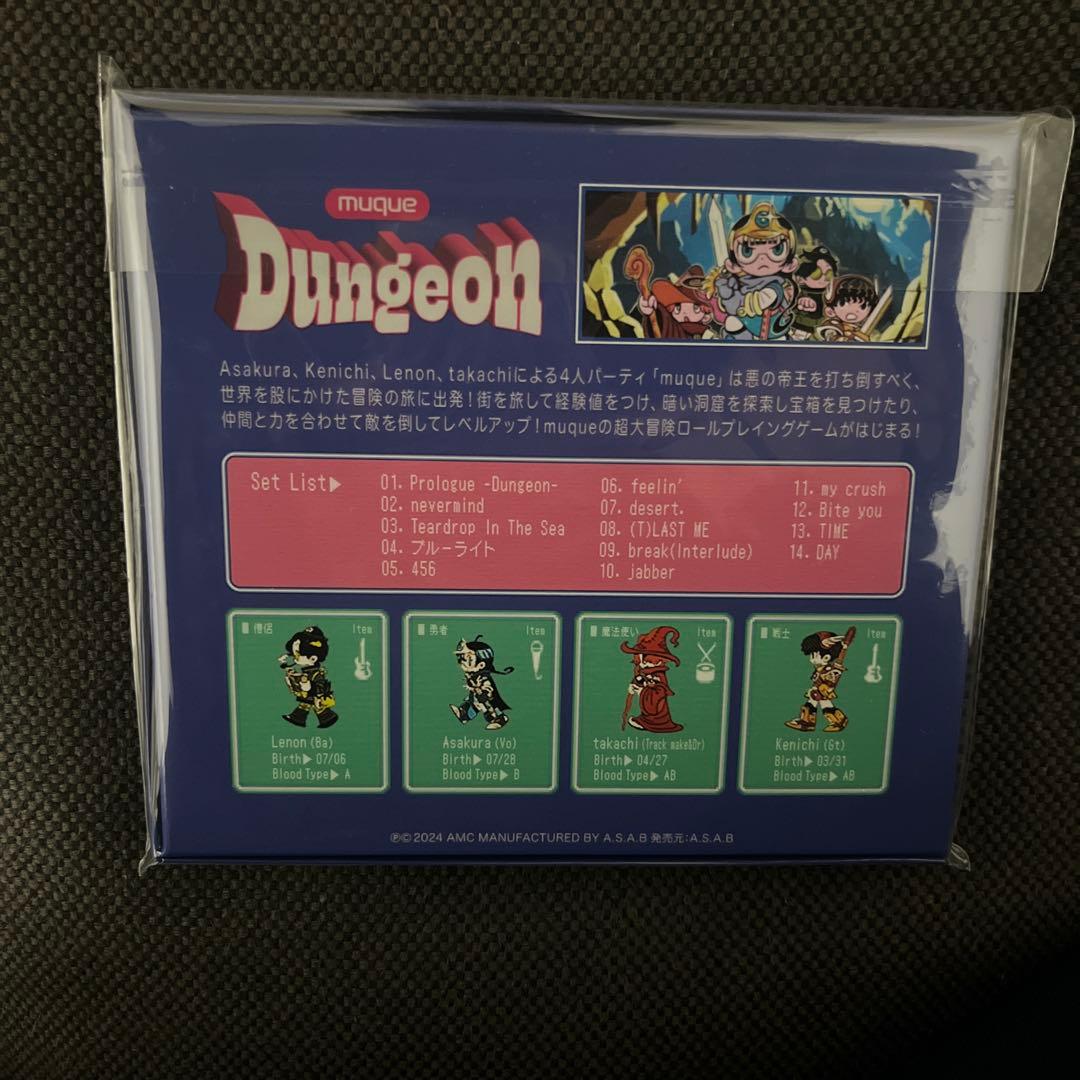 muque
Dungeon
Asakura、Kenichi、Lenon、takachiによる4人パーティ「muque」は悪の帝王を打ち倒すべく、
世界を股にかけた冒険の旅に出発！街を旅して経験値をつけ、暗い洞窟を探索し宝箱を見つけたり、
仲間と力を合わせて敵を倒してレベルアップ！muqueの超大冒険ロールプレイングゲームがはじまる！
Set List▶
01. Prologue -Dungeon-
02. nevermind
03. Teardrop In The Sea
04. ブルーライト
05. 456
06. feelin'
07. desert.
08. (T)LAST ME
09. break(Interlude)
10. jabber
11. my crush
12. Bite you
13. TIME
14. DAY
僧侶 Item
Lenon (Ba)
Birth▶ 07/06
Blood Type▶ A
勇者 Item
Asakura (Vo)
Birth▶ 07/28
Blood Type▶ B
魔法使い Item
takachi (Track make&Dr)
Birth▶ 04/27
Blood Type▶ AB
戦士 Item
Kenichi (Gt)
Birth▶ 03/31
Blood Type▶ AB
℗©2024 AMC MANUFACTURED BY A.S.A.B 発売元:A.S.A.B